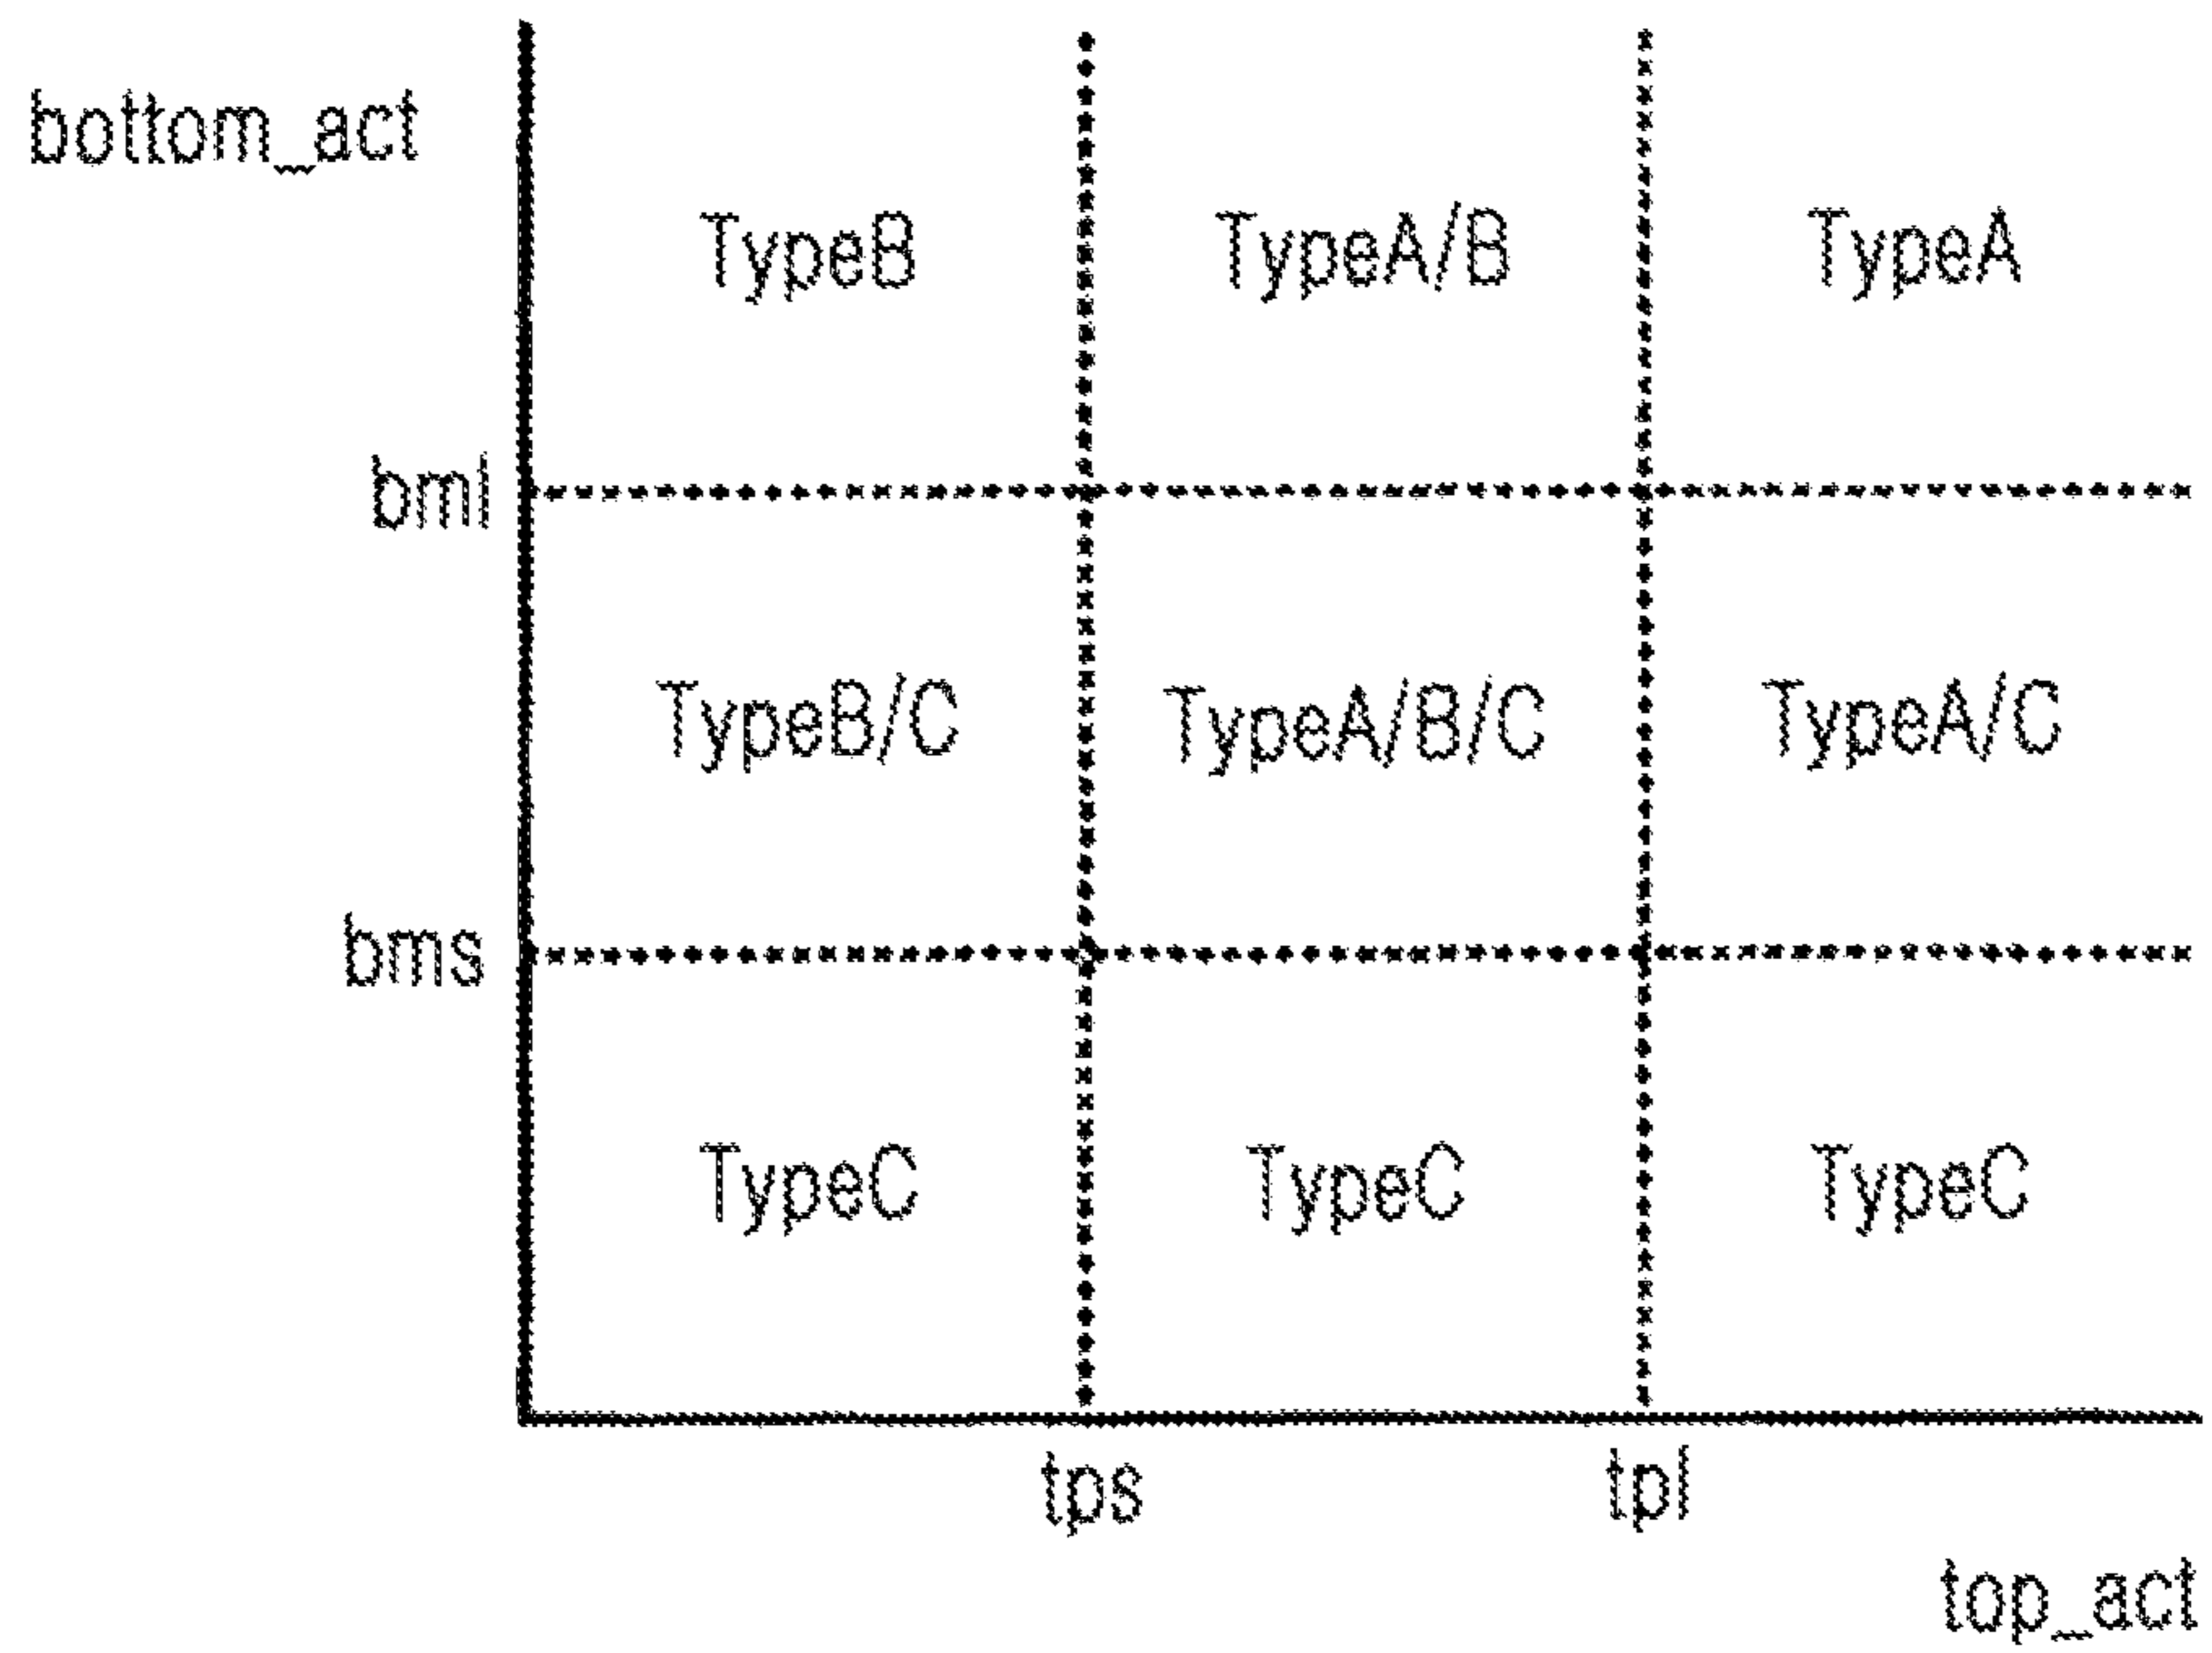 bottom_act
TypeB TypeA/B TypeA
bml
TypeB/C TypeA/B/C TypeA/C
bms
TypeC TypeC TypeC
tps tpl
top_act